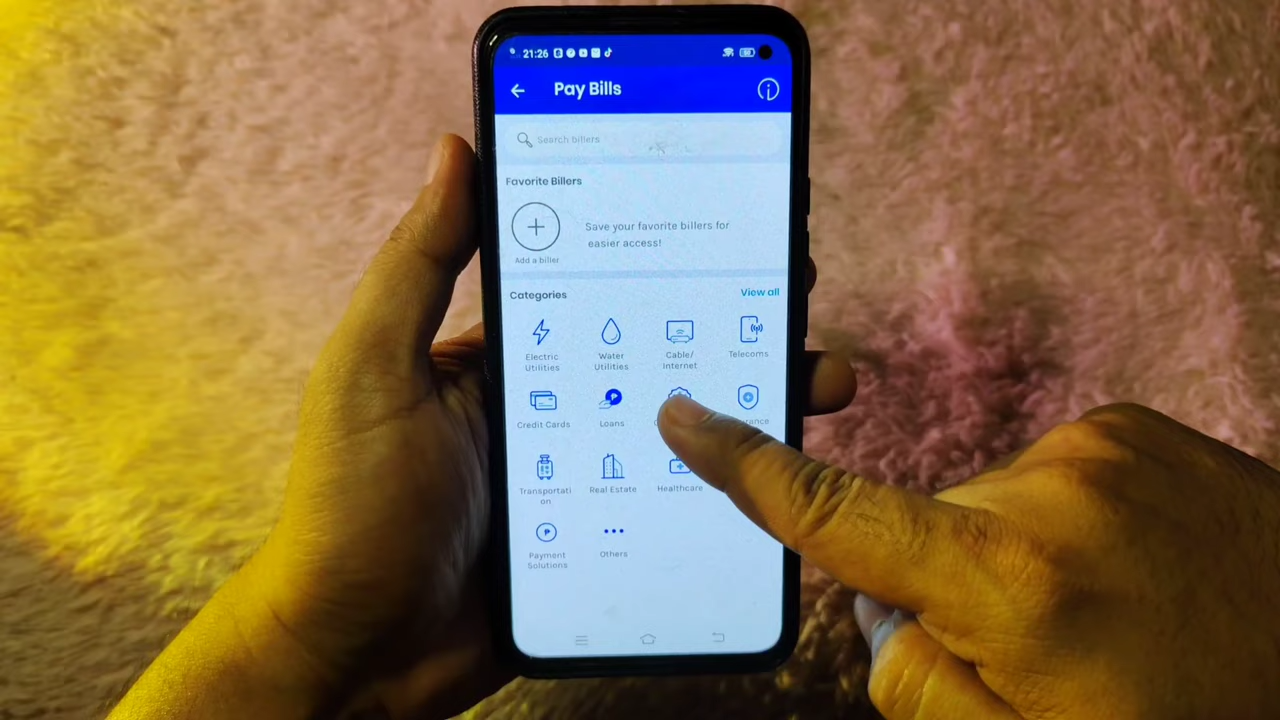 21:26
Pay Bills
Search billers
Favorite Billers
Save your favorite billers for
easier access!
Add a biller
Categories
View all
Electric
Utilities
Water
Utilities
Cable/
Internet
Telecoms
Credit Cards
Loans
Transportati
on
Real Estate
Healthcare
Payment
Solutions
Others